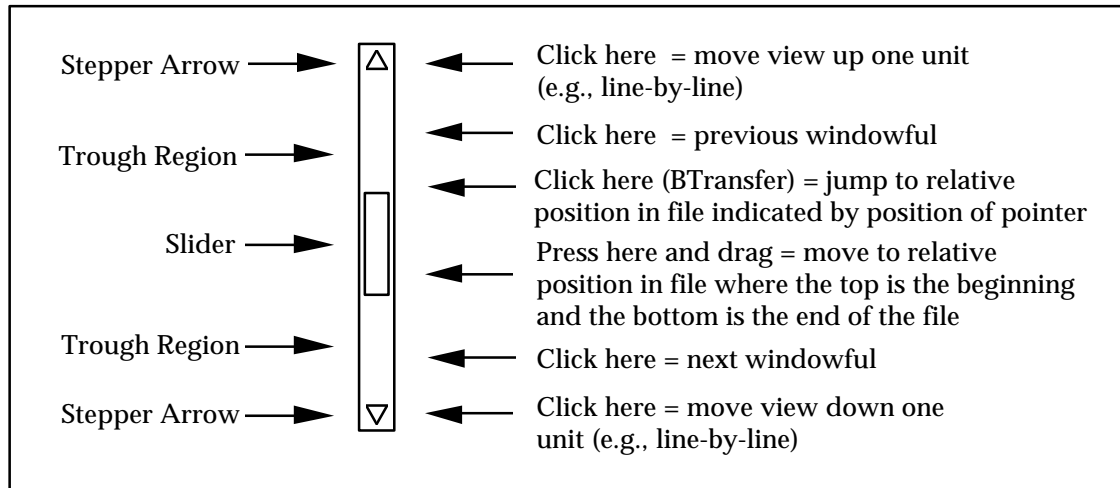 Stepper Arrow
Click here = move view up one unit
(e.g., line-by-line)
Click here = previous windowful
Trough Region
Click here (BTransfer) = jump to relative
position in file indicated by position of pointer
Slider
Press here and drag = move to relative
position in file where the top is the beginning
and the bottom is the end of the file
Trough Region
Click here = next windowful
Stepper Arrow
Click here = move view down one
unit (e.g., line-by-line)